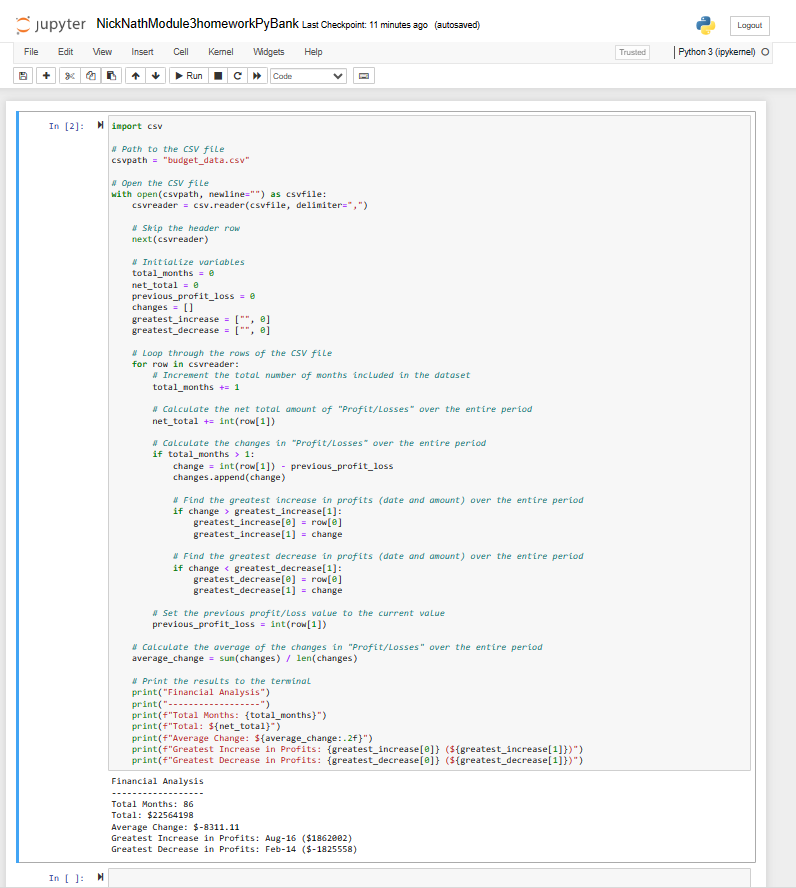 jupyter NickNathModule3homeworkPyBank Last Checkpoint: 11 minutes ago (autosaved) Logout
File Edit View Insert Cell Kernel Widgets Help Trusted Python 3 (ipykernel)
Run Code
In [2]:
import csv
# Path to the CSV file
csvpath = "budget_data.csv"
# Open the CSV file
with open(csvpath, newline="") as csvfile:
    csvreader = csv.reader(csvfile, delimiter=",")
    # Skip the header row
    next(csvreader)
    # Initialize variables
    total_months = 0
    net_total = 0
    previous_profit_loss = 0
    changes = []
    greatest_increase = ["", 0]
    greatest_decrease = ["", 0]
    # Loop through the rows of the CSV file
    for row in csvreader:
        # Increment the total number of months included in the dataset
        total_months += 1
        # Calculate the net total amount of "Profit/Losses" over the entire period
        net_total += int(row[1])
        # Calculate the changes in "Profit/Losses" over the entire period
        if total_months > 1:
            change = int(row[1]) - previous_profit_loss
            changes.append(change)
            # Find the greatest increase in profits (date and amount) over the entire period
            if change > greatest_increase[1]:
                greatest_increase[0] = row[0]
                greatest_increase[1] = change
            # Find the greatest decrease in profits (date and amount) over the entire period
            if change < greatest_decrease[1]:
                greatest_decrease[0] = row[0]
                greatest_decrease[1] = change
        # Set the previous profit/loss value to the current value
        previous_profit_loss = int(row[1])
    # Calculate the average of the changes in "Profit/Losses" over the entire period
    average_change = sum(changes) / len(changes)
    # Print the results to the terminal
    print("Financial Analysis")
    print("------------------")
    print(f"Total Months: {total_months}")
    print(f"Total: ${net_total}")
    print(f"Average Change: ${average_change:.2f}")
    print(f"Greatest Increase in Profits: {greatest_increase[0]} (${greatest_increase[1]})")
    print(f"Greatest Decrease in Profits: {greatest_decrease[0]} (${greatest_decrease[1]})")
Financial Analysis
------------------
Total Months: 86
Total: $22564198
Average Change: $-8311.11
Greatest Increase in Profits: Aug-16 ($1862002)
Greatest Decrease in Profits: Feb-14 ($-1825558)
In [ ]: